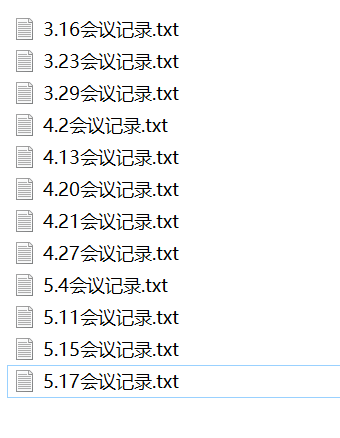 3.16会议记录.txt
3.23会议记录.txt
3.29会议记录.txt
4.2会议记录.txt
4.13会议记录.txt
4.20会议记录.txt
4.21会议记录.txt
4.27会议记录.txt
5.4会议记录.txt
5.11会议记录.txt
5.15会议记录.txt
5.17会议记录.txt